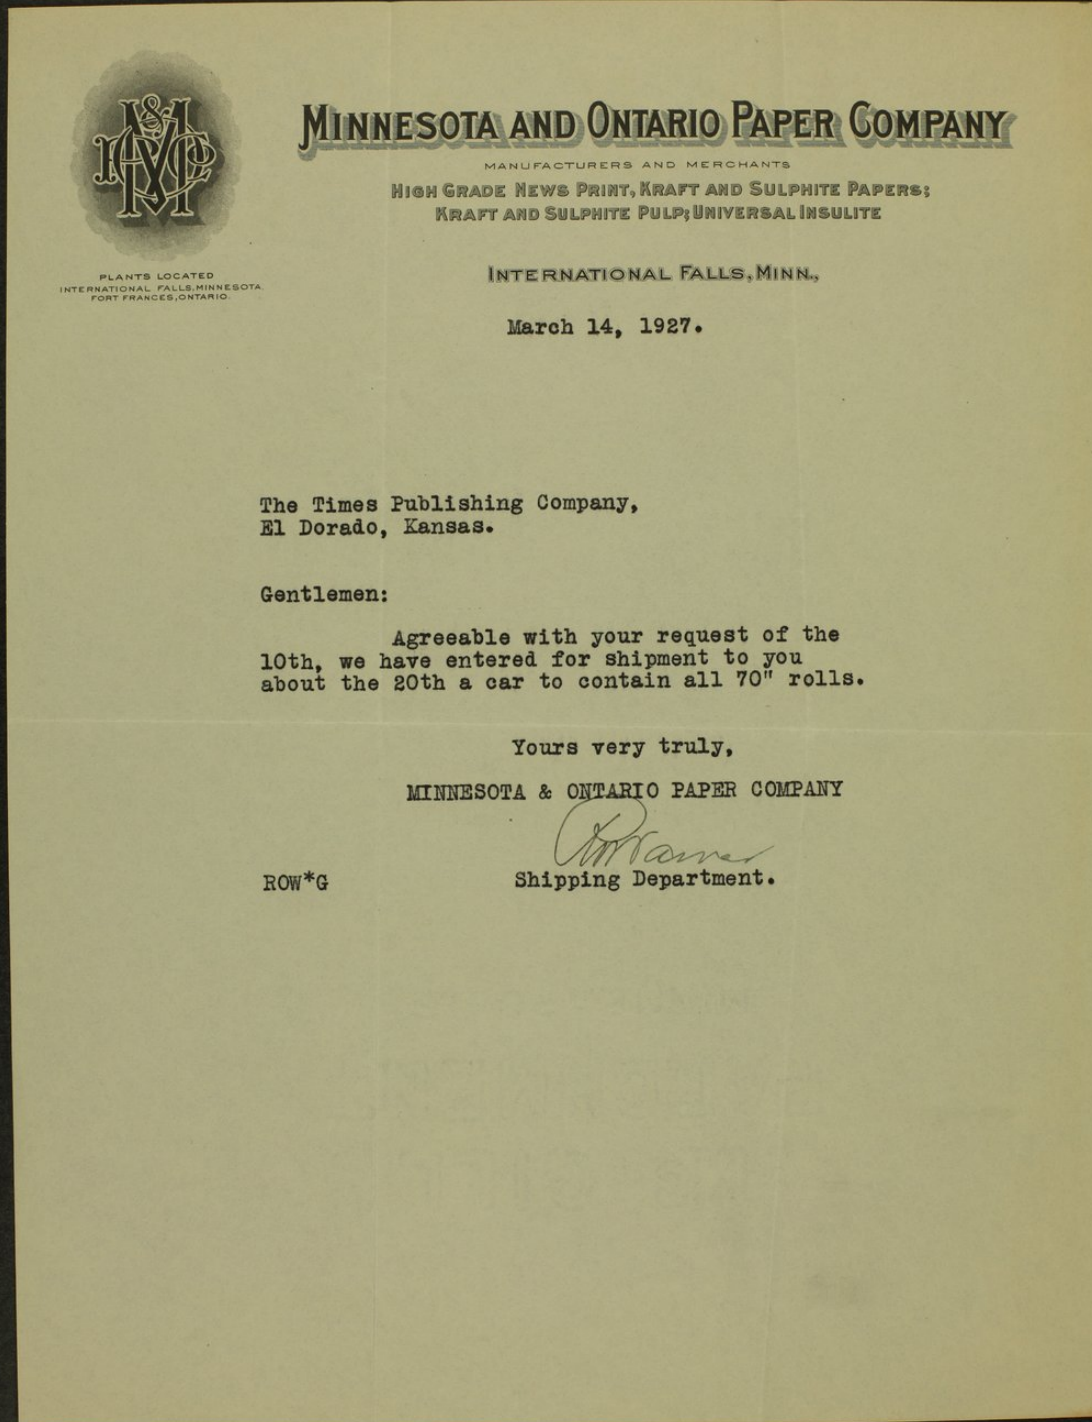 MINNESOTA AND ONTARIO PAPER COMPANY
MANUFACTURERS AND MERCHANTS
HIGH GRADE NEWS PRINT, KRAFT AND SULPHITE PAPERS;
KRAFT AND SULPHITE PULP; UNIVERSAL INSULITE
PLANTS LOCATED
INTERNATIONAL FALLS, MINNESOTA.
FORT FRANCES, ONTARIO.
INTERNATIONAL FALLS, MINN.,
March 14, 1927.
The Times Publishing Company,
El Dorado, Kansas.
Gentlemen:
Agreeable with your request of the
10th, we have entered for shipment to you
about the 20th a car to contain all 70" rolls.
Yours very truly,
MINNESOTA & ONTARIO PAPER COMPANY
Shipping Department.
ROW*G